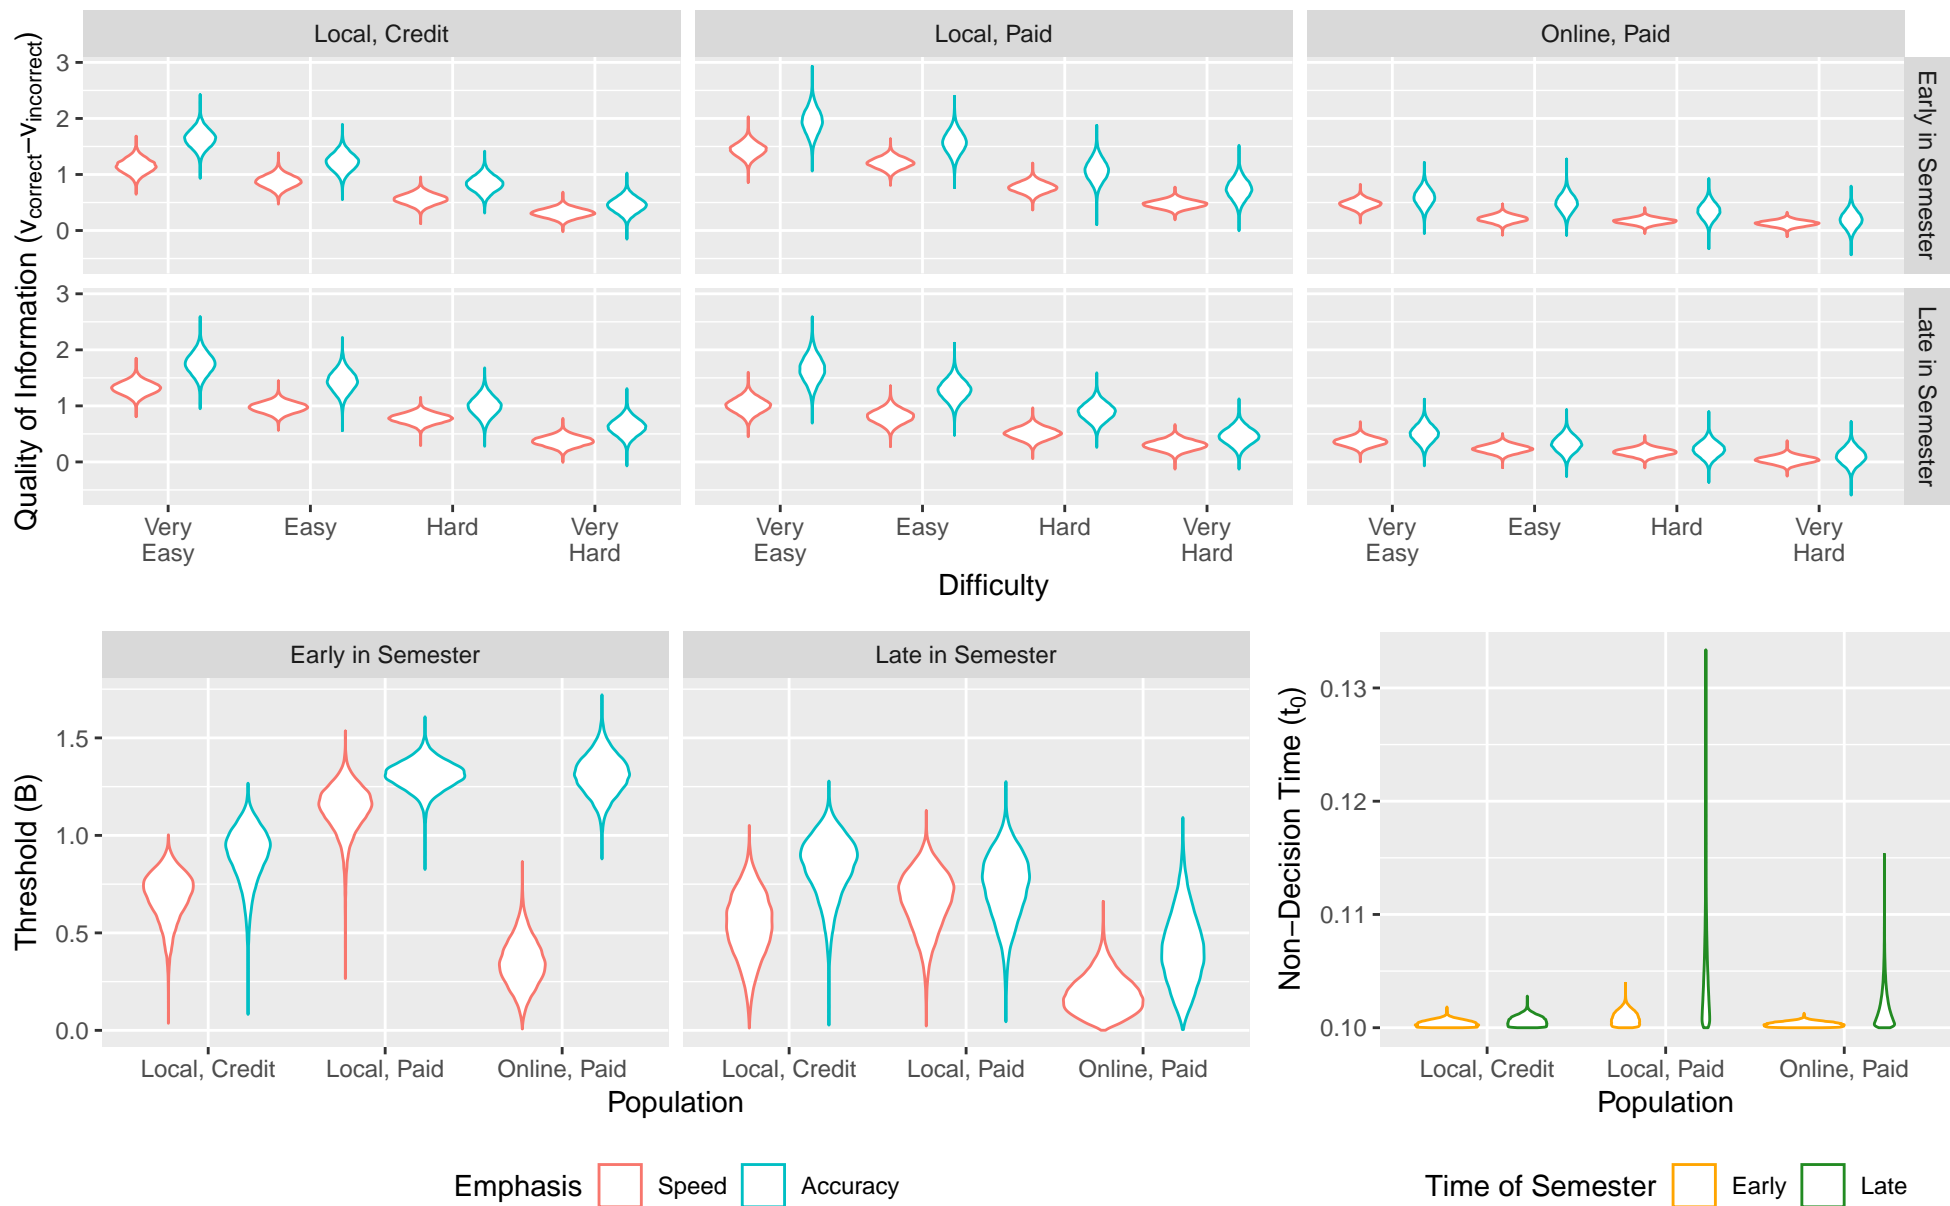 Local, Credit
Local, Paid
Online, Paid
Quality of Information (vcorrect−vincorrect)
3
2
1
0
Early in Semester
3
2
1
0
Late in Semester
Very Easy
Easy
Hard
Very Hard
Very Easy
Easy
Hard
Very Hard
Very Easy
Easy
Hard
Very Hard
Difficulty
Early in Semester
Late in Semester
Threshold (B)
1.5
1.0
0.5
0.0
Local, Credit
Local, Paid
Online, Paid
Local, Credit
Local, Paid
Online, Paid
Population
Non−Decision Time (t0)
0.13
0.12
0.11
0.10
Local, Credit
Local, Paid
Online, Paid
Population
Emphasis Speed Accuracy
Time of Semester Early Late